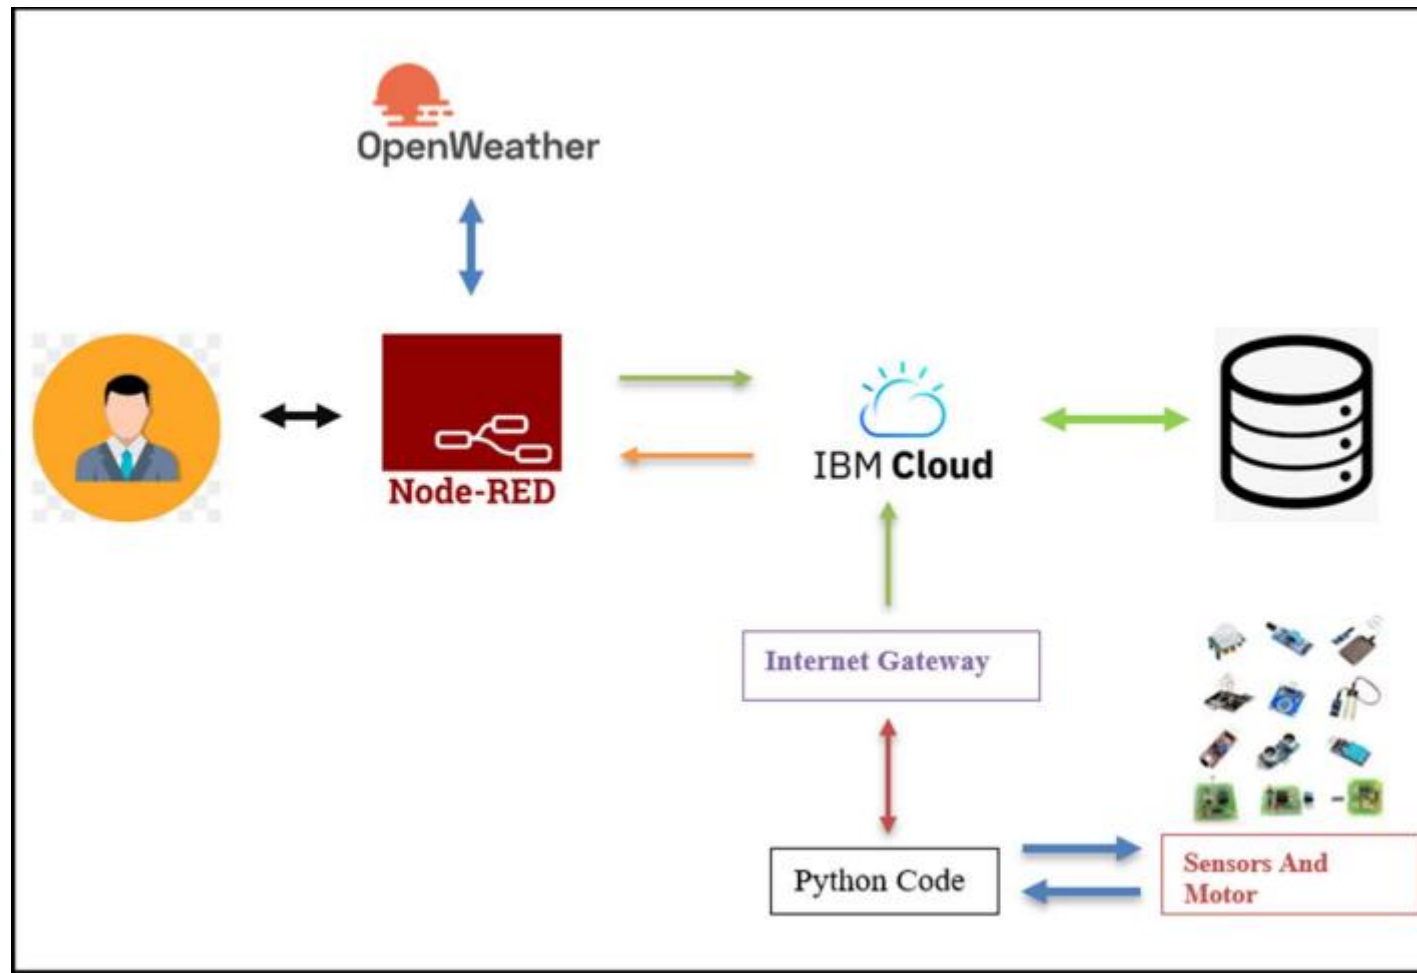 OpenWeather
Node-RED
IBM Cloud
Internet Gateway
Python Code
Sensors And
Motor